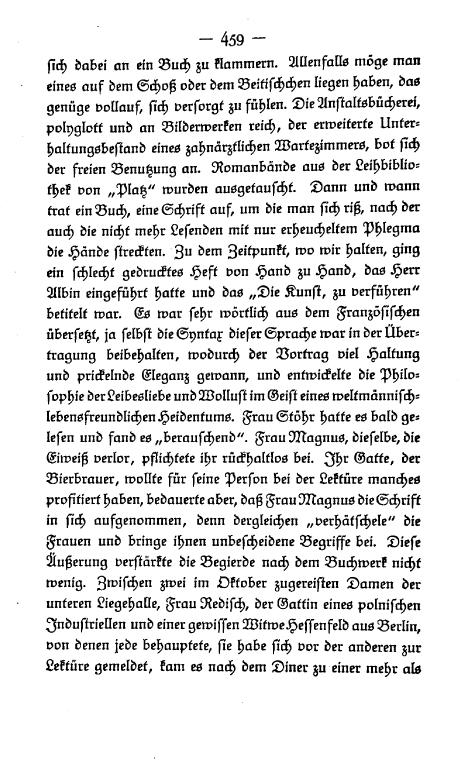 — 459 —
sich dabei an ein Buch zu klammern. Allenfalls möge man
eines auf dem Schoß oder dem Beitischchen liegen haben, das
genüge vollauf, sich versorgt zu fühlen. Die Anstaltsbücherei,
polyglott und an Bilderwerken reich, der erweiterte Unter-
haltungsbestand eines zahnärztlichen Wartezimmers, bot sich
der freien Benutzung an. Romanbände aus der Leihbiblio-
thek von „Platz“ wurden ausgetauscht. Dann und wann
trat ein Buch, eine Schrift auf, um die man sich riß, nach der
auch die nicht mehr Lesenden mit nur erheucheltem Phlegma
die Hände streckten. Zu dem Zeitpunkt, wo wir halten, ging
ein schlecht gedrucktes Heft von Hand zu Hand, das Herr
Albin eingeführt hatte und das „Die Kunst, zu verführen“
betitelt war. Es war sehr wörtlich aus dem Französischen
übersetzt, ja selbst die Syntax dieser Sprache war in der Über-
tragung beibehalten, wodurch der Vortrag viel Haltung
und prickelnde Eleganz gewann, und entwickelte die Philo-
sophie der Leibesliebe und Wollust im Geist eines weltmännisch-
lebensfreundlichen Heidentums. Frau Stöhr hatte es bald ge-
lesen und fand es „berauschend“. Frau Magnus, dieselbe, die
Eiweiß verlor, pflichtete ihr rückhaltlos bei. Ihr Gatte, der
Bierbrauer, wollte für seine Person bei der Lektüre manches
profitiert haben, bedauerte aber, daß Frau Magnus die Schrift
in sich aufgenommen, denn dergleichen „verhätschele“ die
Frauen und bringe ihnen unbescheidene Begriffe bei. Diese
Äußerung verstärkte die Begierde nach dem Buchwerk nicht
wenig. Zwischen zwei im Oktober zugereisten Damen der
unteren Liegehalle, Frau Redisch, der Gattin eines polnischen
Industriellen und einer gewissen Witwe Hessenfeld aus Berlin,
von denen jede behauptete, sie habe sich vor der anderen zur
Lektüre gemeldet, kam es nach dem Diner zu einer mehr als